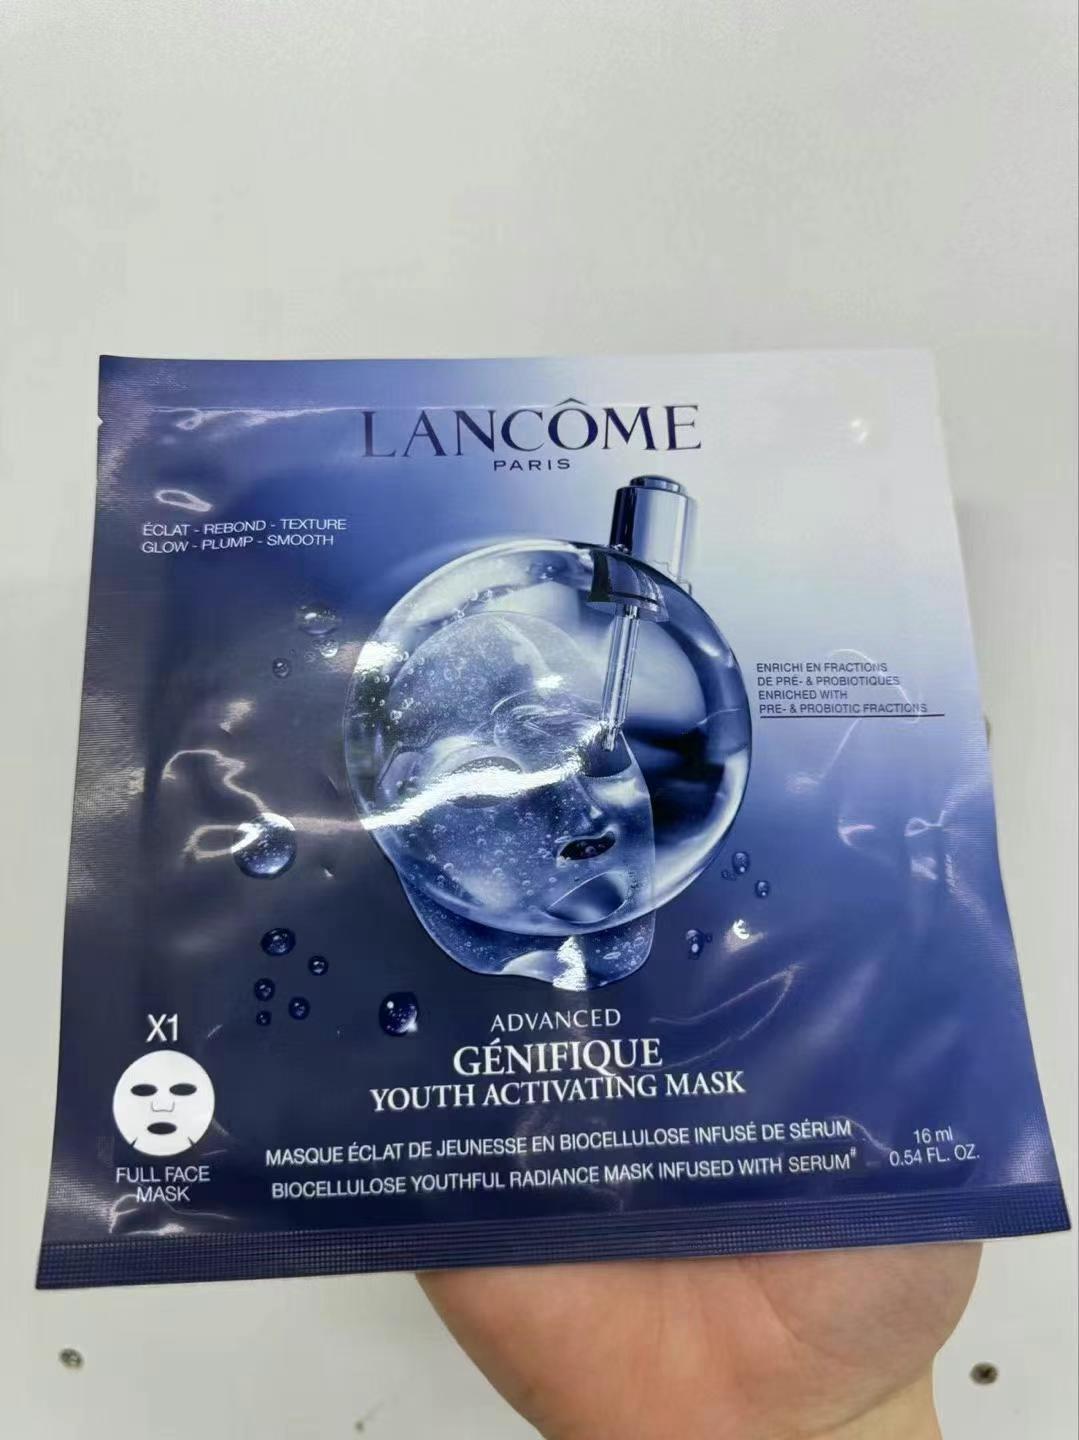 LANCÔME
PARIS
ÉCLAT - REBOND - TEXTURE
GLOW - PLUMP - SMOOTH
ENRICHI EN FRACTIONS
DE PRÉ- & PROBIOTIQUES
ENRICHED WITH
PRE- & PROBIOTIC FRACTIONS
X1
FULL FACE
MASK
ADVANCED
GÉNIFIQUE
YOUTH ACTIVATING MASK
MASQUE ÉCLAT DE JEUNESSE EN BIOCELLULOSE INFUSÉ DE SÉRUM
BIOCELLULOSE YOUTHFUL RADIANCE MASK INFUSED WITH SERUM#
16 ml
0.54 FL. OZ.